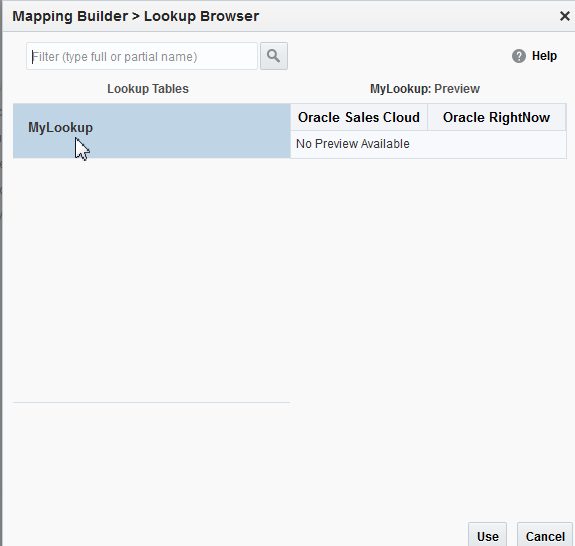 Mapping Builder > Lookup Browser
Filter (type full or partial name)
Help
Lookup Tables
MyLookup: Preview
MyLookup
Oracle Sales Cloud
Oracle RightNow
No Preview Available
Use
Cancel